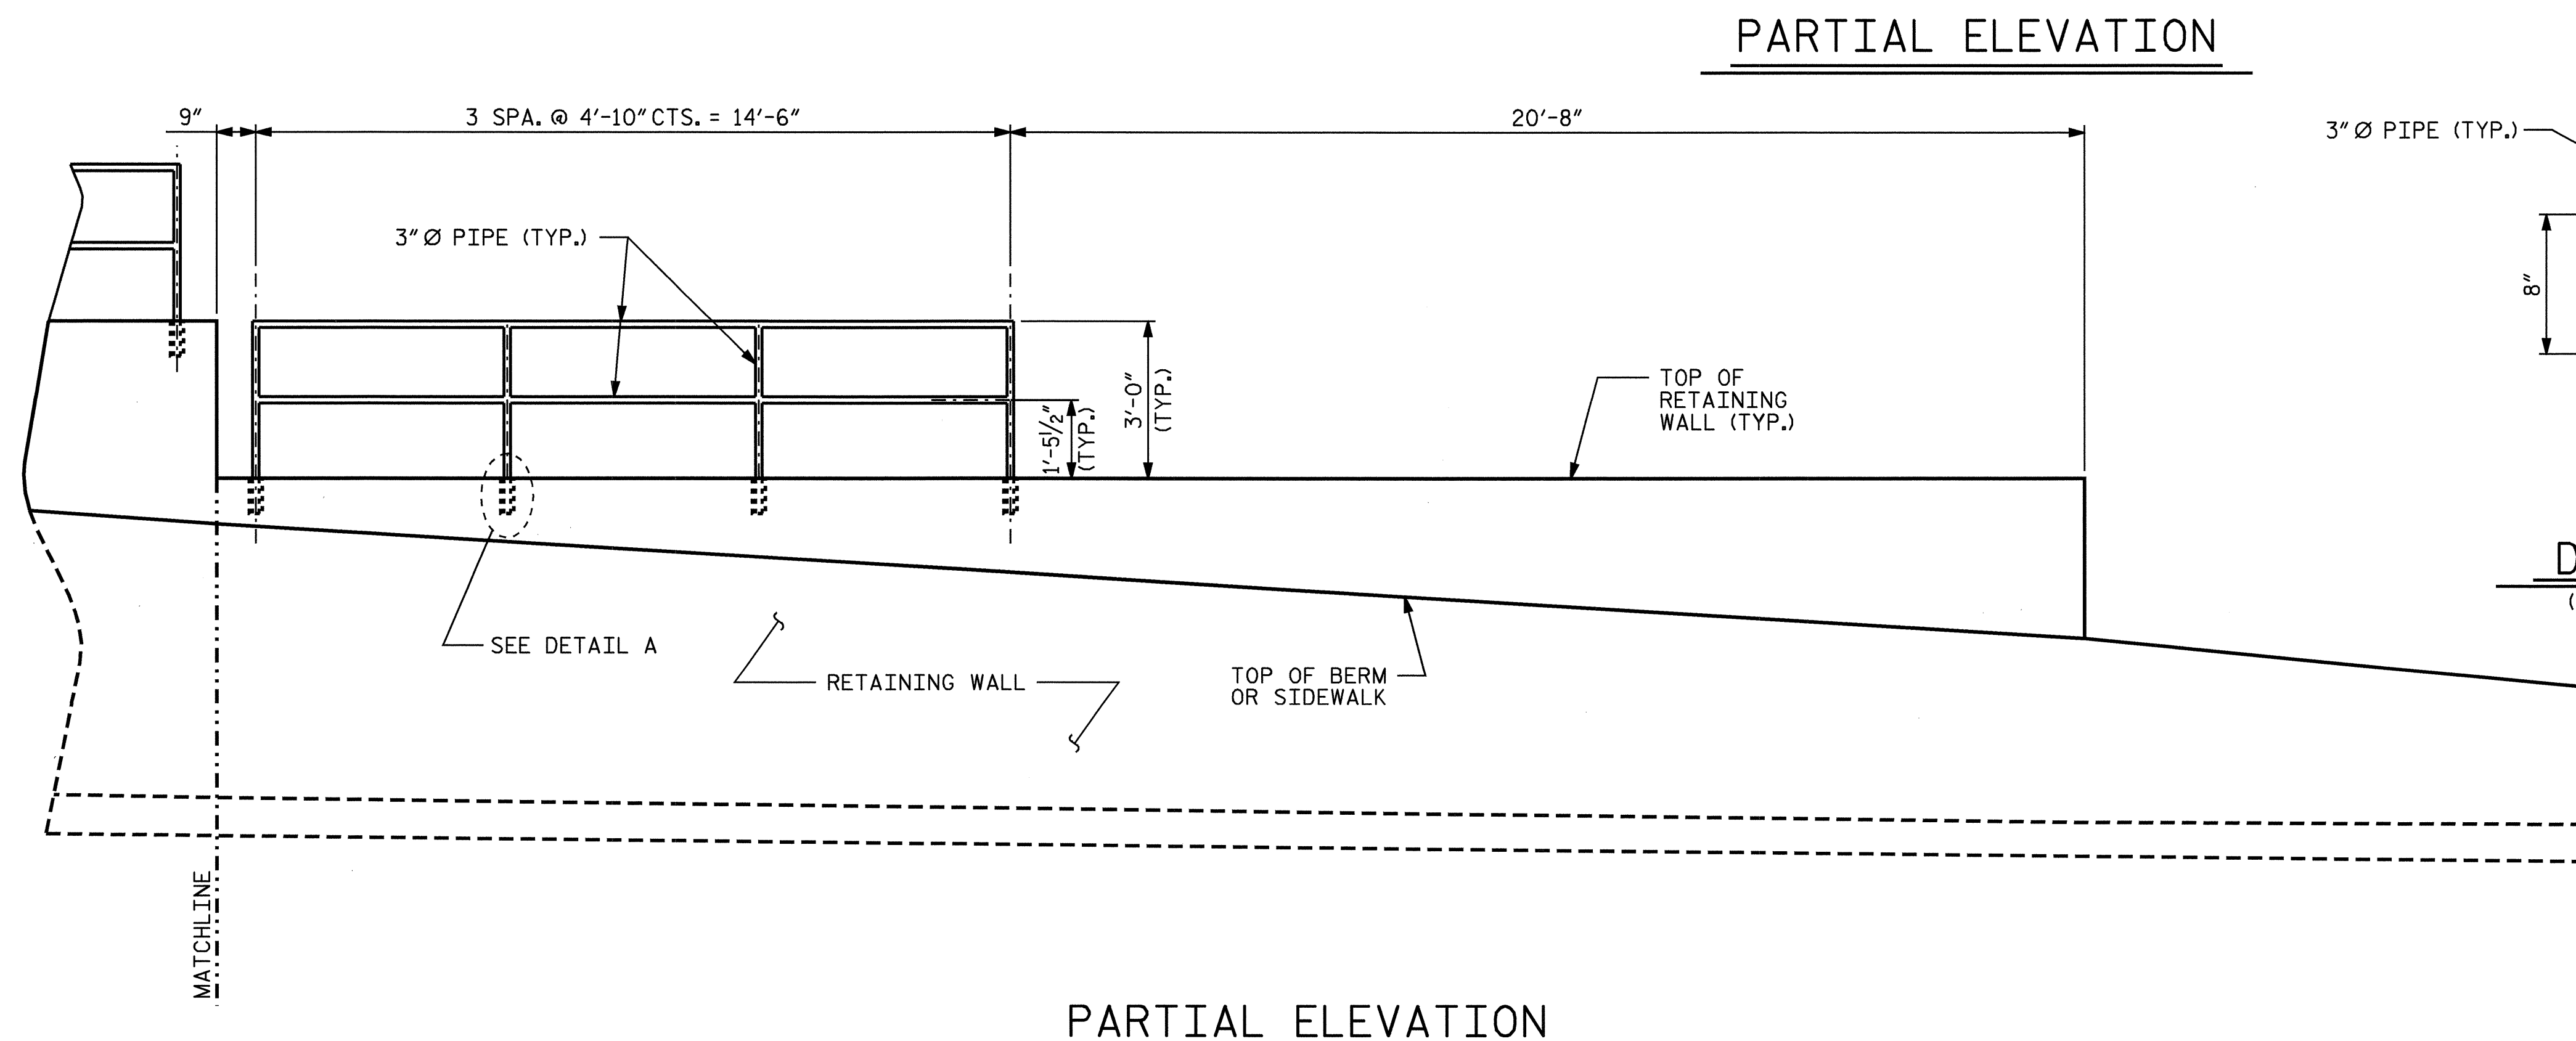 PARTIAL ELEVATION
9"
3 SPA. @ 4'-10" CTS. = 14'-6"
20'-8"
3" Ø PIPE (TYP.)
3" Ø PIPE (TYP.)
8"
1'-5½"
(TYP.)
3'-0"
(TYP.)
TOP OF
RETAINING
WALL (TYP.)
SEE DETAIL A
RETAINING WALL
TOP OF BERM
OR SIDEWALK
D
(
MATCHLINE
PARTIAL ELEVATION